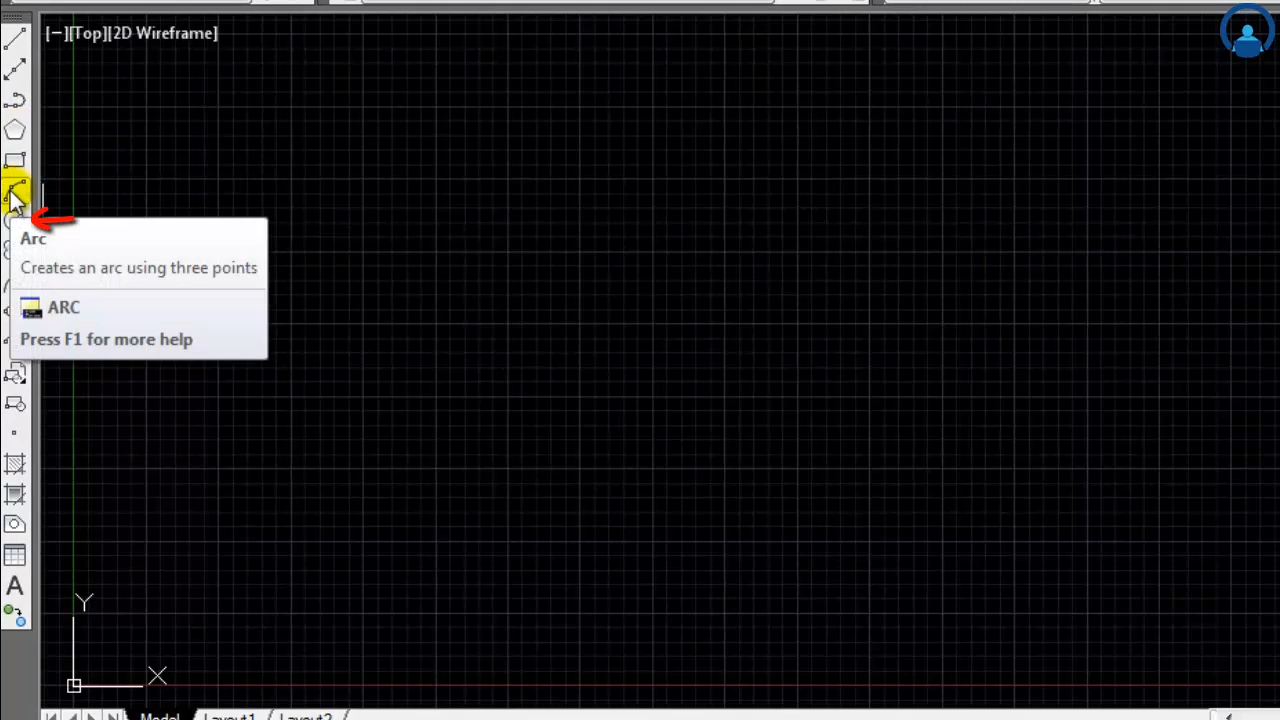 [−][Top][2D Wireframe]
Arc
Creates an arc using three points
ARC
Press F1 for more help
A
Y
X
Model
Layout1
Layout2